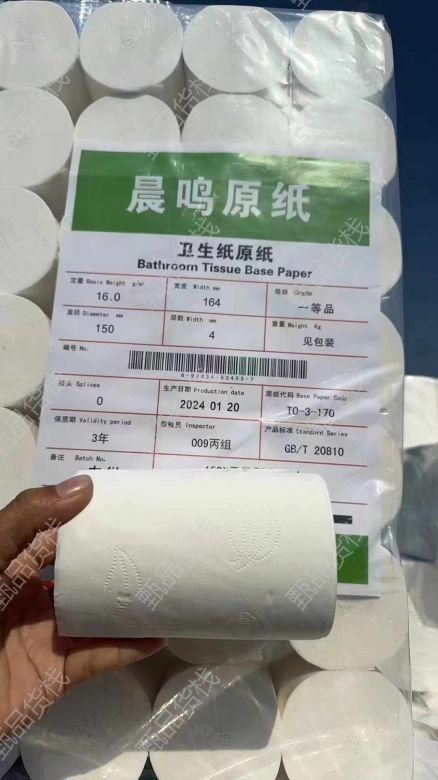 晨鸣原纸
卫生纸原纸
Bathroom Tissue Base Paper
定量 Basis Weight g/m² 宽度 Width mm 等级 Grade
16.0 164 一等品
直径 Diameter mm 层数 Width mm 重量 Weight Kg
150 4 见包装
编号 No.
接头 Splices 生产日期 Production date 原纸代码 Base Paper Code
0 2024 01 20 TO-3-170
保质期 Validity period 检验员 Inspector 产品标准 Standard Series
3年 009丙组 GB/T 20810
备注 Batch No.
甄品货栈